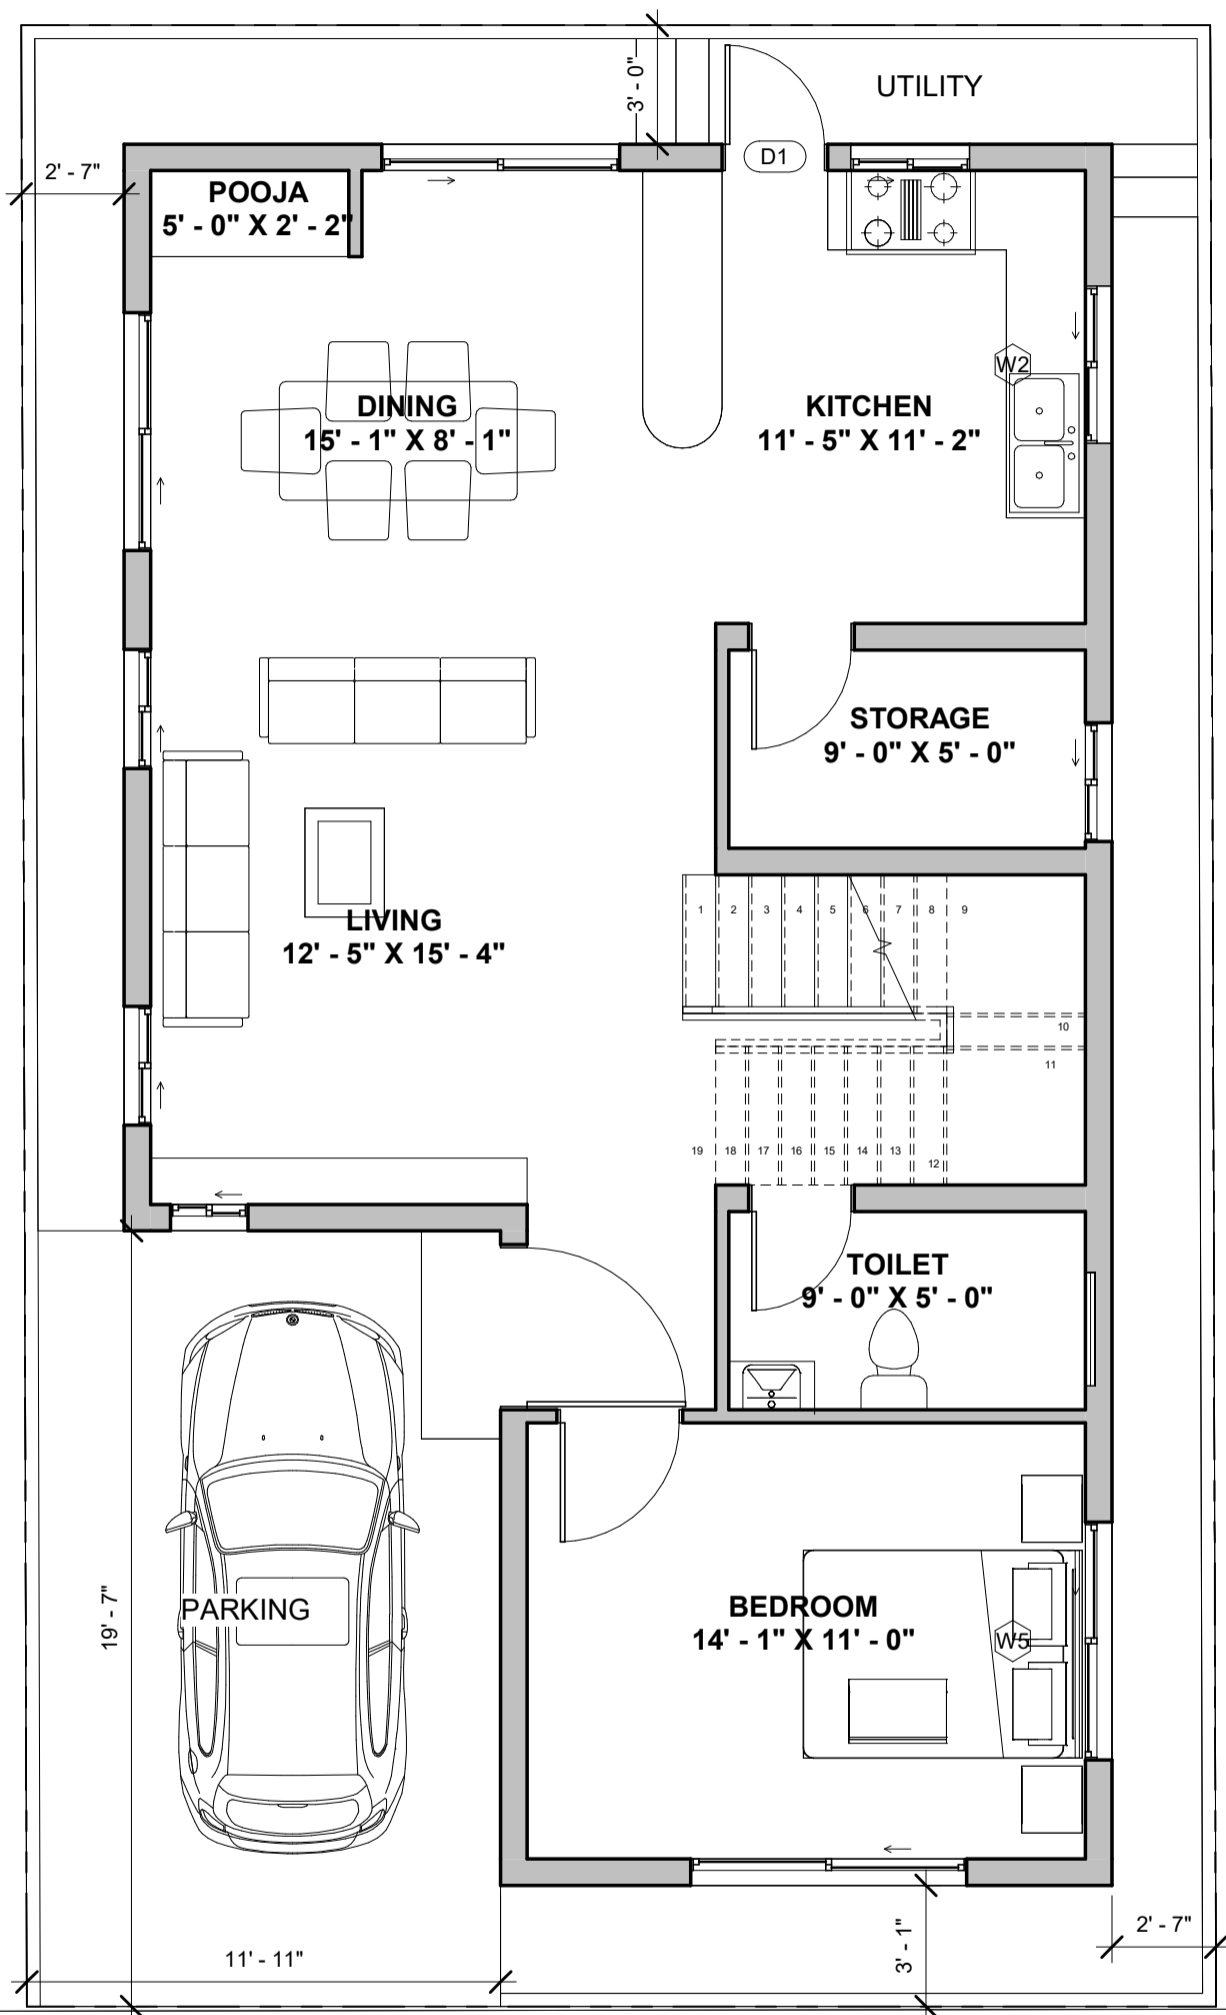 3' - 0"
UTILITY
D1
2' - 7"
POOJA
5' - 0" X 2' - 2"
W2
DINING
15' - 1" X 8' - 1"
KITCHEN
11' - 5" X 11' - 2"
STORAGE
9' - 0" X 5' - 0"
LIVING
12' - 5" X 15' - 4"
1 2 3 4 5 6 7 8 9
10
11
19 18 17 16 15 14 13 12
TOILET
9' - 0" X 5' - 0"
19' - 7"
PARKING
BEDROOM
14' - 1" X 11' - 0"
W5
11' - 11"
3' - 1"
2' - 7"